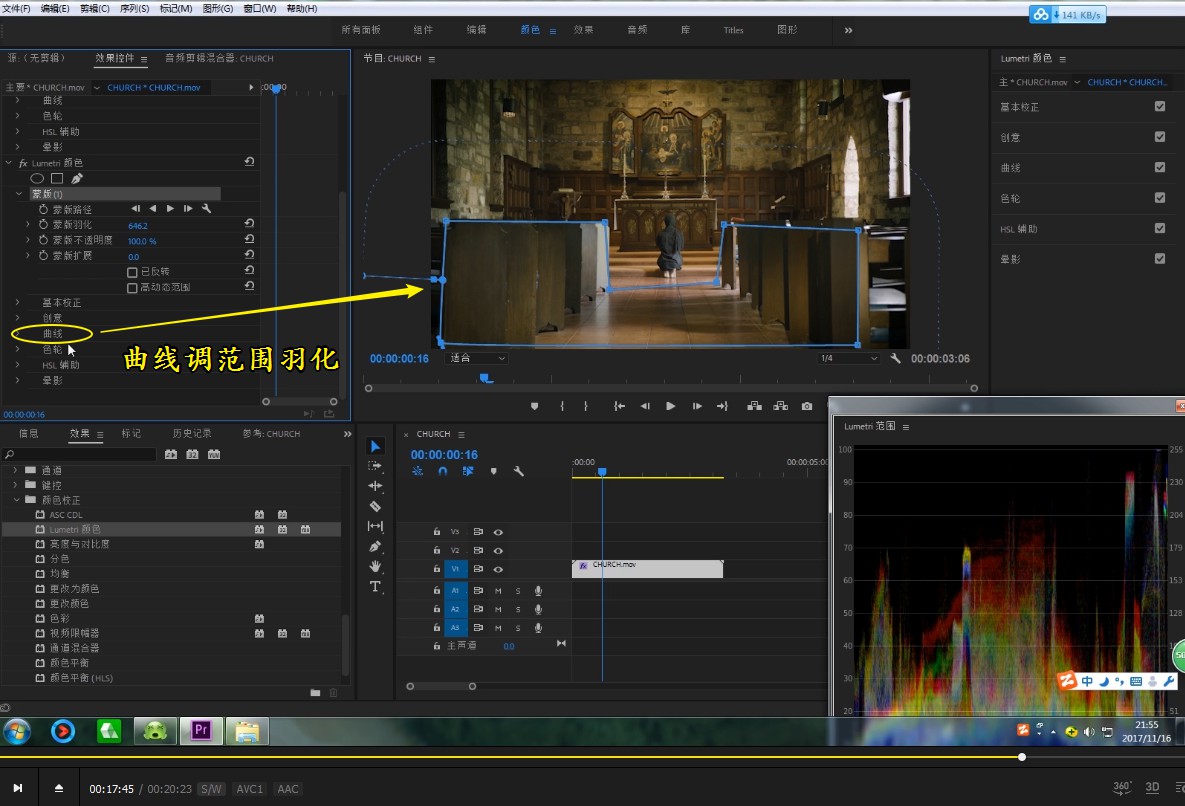 文件(F) 编辑(E) 剪辑(C) 序列(S) 标记(M) 图形(G) 窗口(W) 帮助(H)
141 KB/s
所有面板 组件 编辑 颜色 效果 音频 库 Titles 图形
源:(无剪辑) 效果控件 音频剪辑混合器: CHURCH
主要 * CHURCH.mov CHURCH * CHURCH.mov :00:00
曲线
色轮
HSL 辅助
晕影
fx Lumetri 颜色
蒙版(1)
蒙版路径
蒙版羽化 646.2
蒙版不透明度 100.0 %
蒙版扩展 0.0
已反转
高动态范围
基本校正
创意
曲线
色轮
HSL 辅助
晕影
00:00:00:16
曲线调范围羽化
节目: CHURCH
00:00:00:16 适合 1/4 00:00:03:06
Lumetri 颜色
主 * CHURCH.mov CHURCH * CHURCH..
基本校正
创意
曲线
色轮
HSL 辅助
晕影
信息 效果 标记 历史记录 参考: CHURCH
通道
键控
颜色校正
ASC CDL
Lumetri 颜色
亮度与对比度
分色
均衡
更改为颜色
更改颜色
色彩
视频限幅器
通道混合器
颜色平衡
颜色平衡 (HLS)
× CHURCH
00:00:00:16
:00:00 00:00:05:00
V3
V2
V1 fx CHURCH.mov
A1 M S
A2 M S
A3 M S
主声道 0.0
Lumetri 范围
100 255
90 230
80 204
70 179
60 153
50 128
40
30
20 51
50
中
Pr
21:55
2017/11/16
00:17:45 / 00:20:23 S/W AVC1 AAC
360° 3D